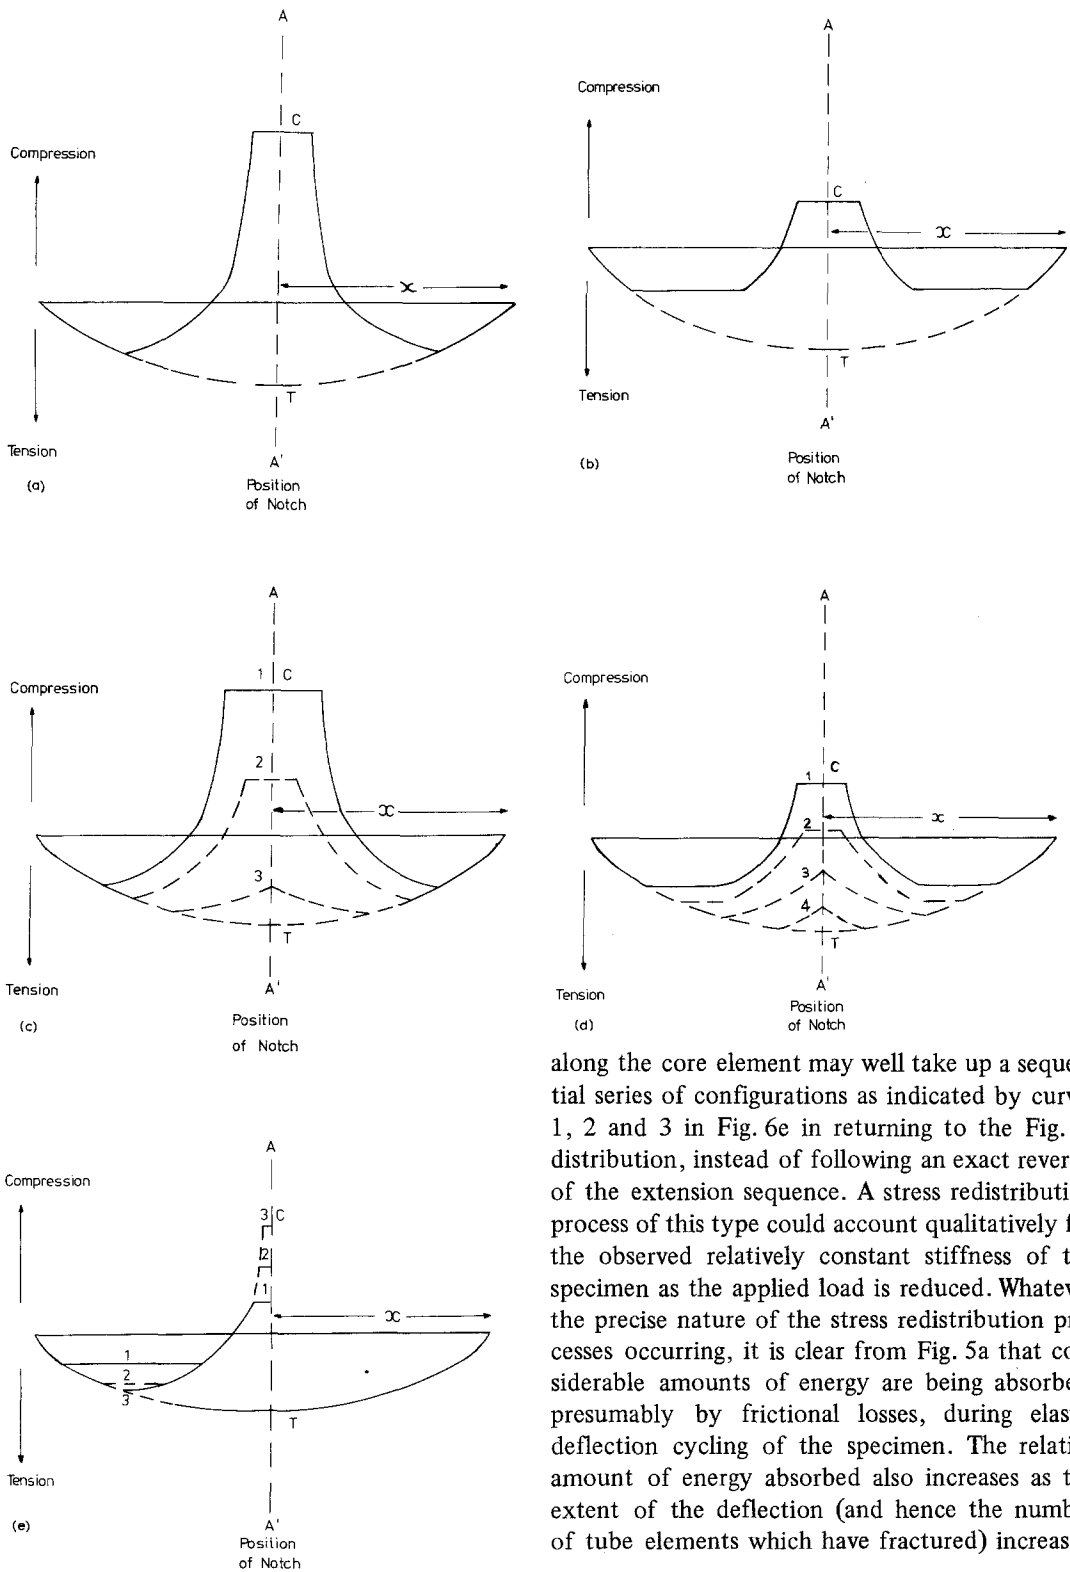 A
Compression
C
x
T
Tension
A'
(a)
Position
of Notch
A
Compression
C
x
T
Tension
A'
(b)
Position
of Notch
A
Compression
1 C
2
x
3
T
Tension
A'
(c)
Position
of Notch
A
Compression
1 C
x
2
3
4
T
Tension
A'
(d)
Position
of Notch
A
Compression
3 C
2
1
x
1
2
3
T
Tension
A'
(e)
Position
of Notch
along the core element may well take up a seque
tial series of configurations as indicated by curv
1, 2 and 3 in Fig. 6e in returning to the Fig.
distribution, instead of following an exact rever
of the extension sequence. A stress redistributi
process of this type could account qualitatively f
the observed relatively constant stiffness of t
specimen as the applied load is reduced. Whatev
the precise nature of the stress redistribution pr
cesses occurring, it is clear from Fig. 5a that co
siderable amounts of energy are being absorbe
presumably by frictional losses, during elas
deflection cycling of the specimen. The relati
amount of energy absorbed also increases as t
extent of the deflection (and hence the numb
of tube elements which have fractured) increas